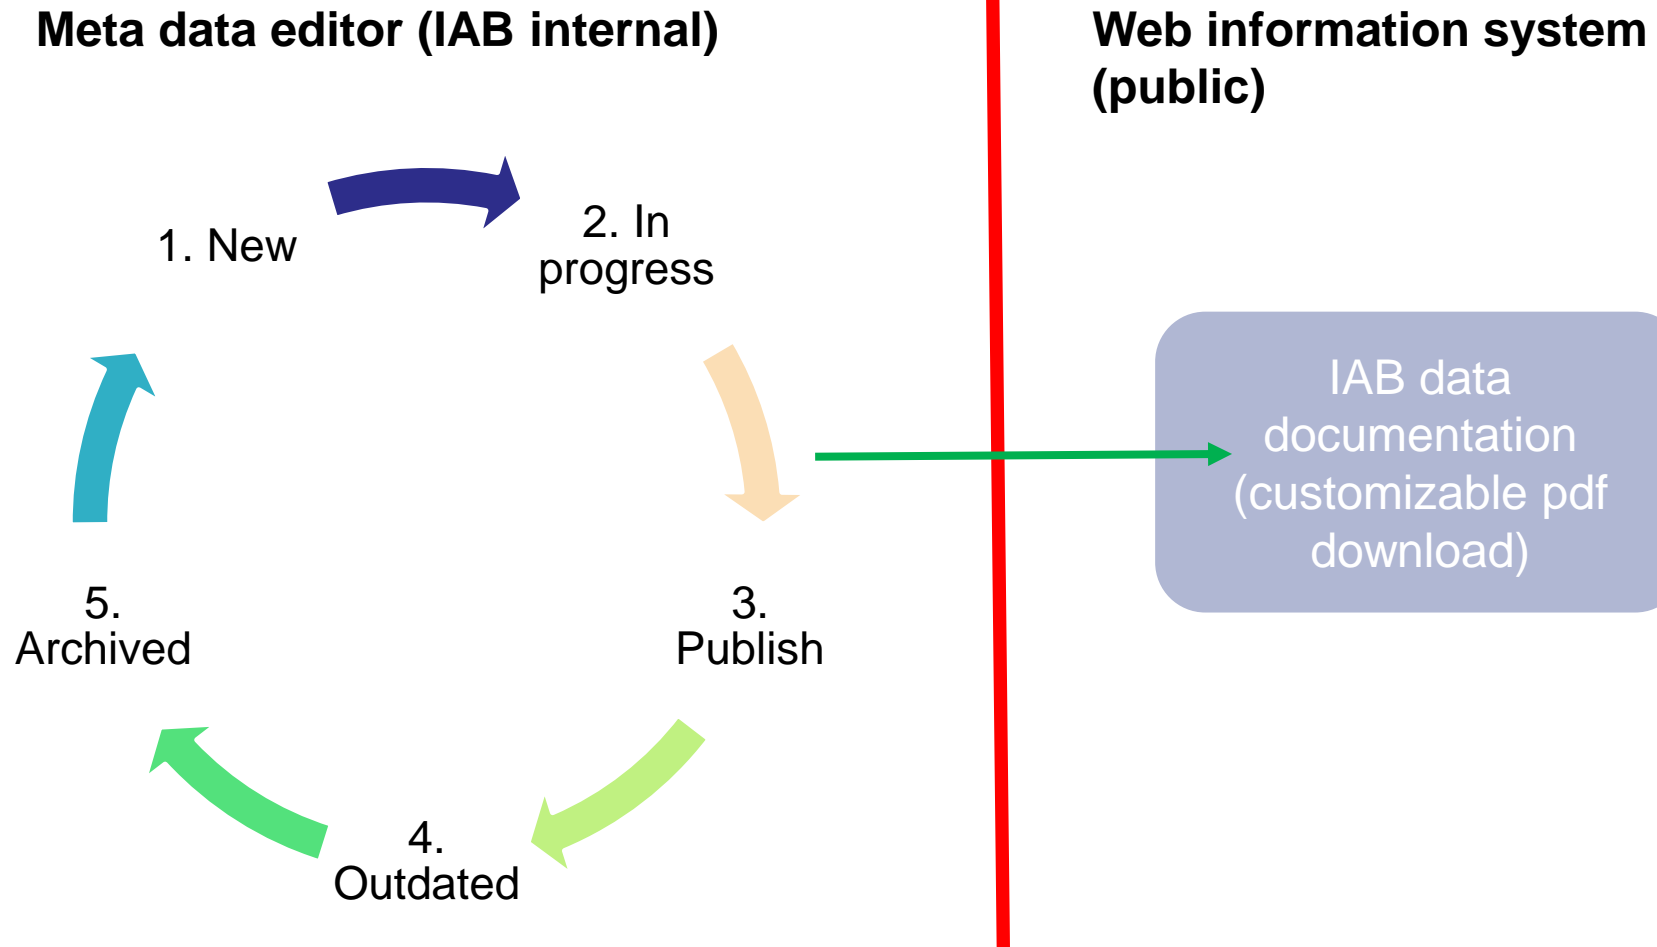 Meta data editor (IAB internal)
Web information system
(public)
1. New
2. In
progress
3.
Publish
4.
Outdated
5.
Archived
IAB data
documentation
(customizable pdf
download)